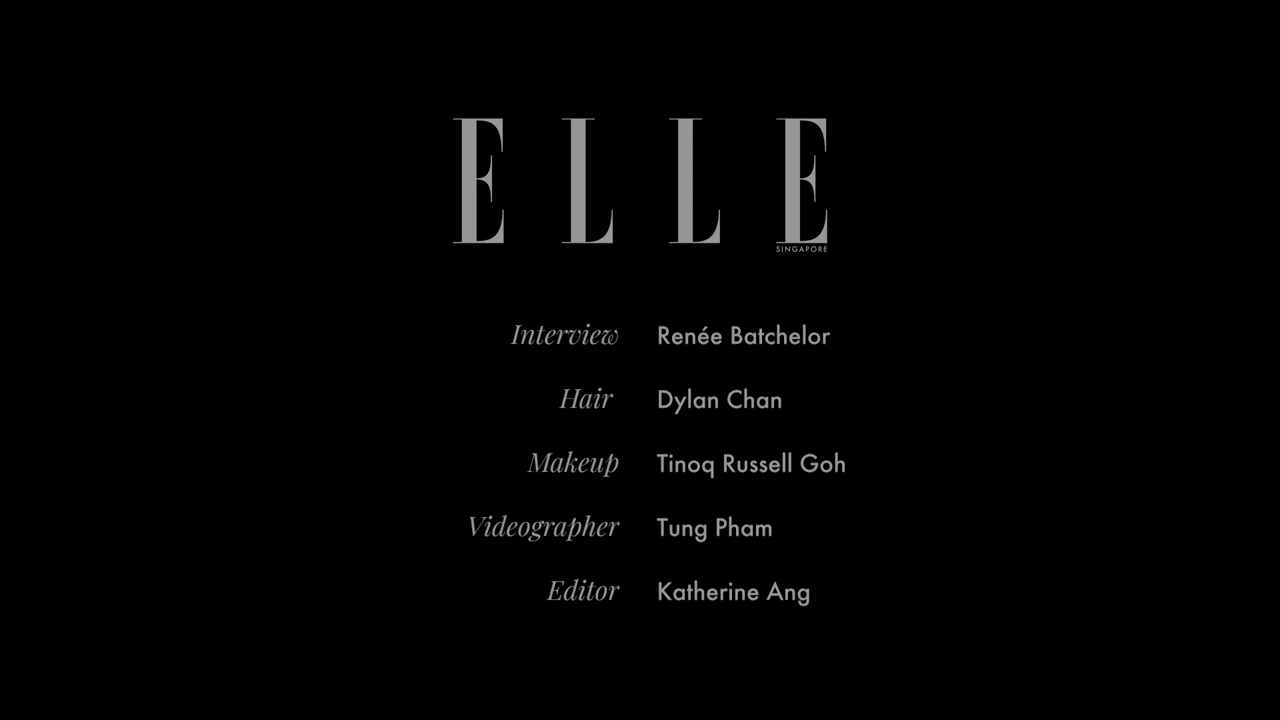 ELLE
SINGAPORE
Interview Renée Batchelor
Hair Dylan Chan
Makeup Tinoq Russell Goh
Videographer Tung Pham
Editor Katherine Ang